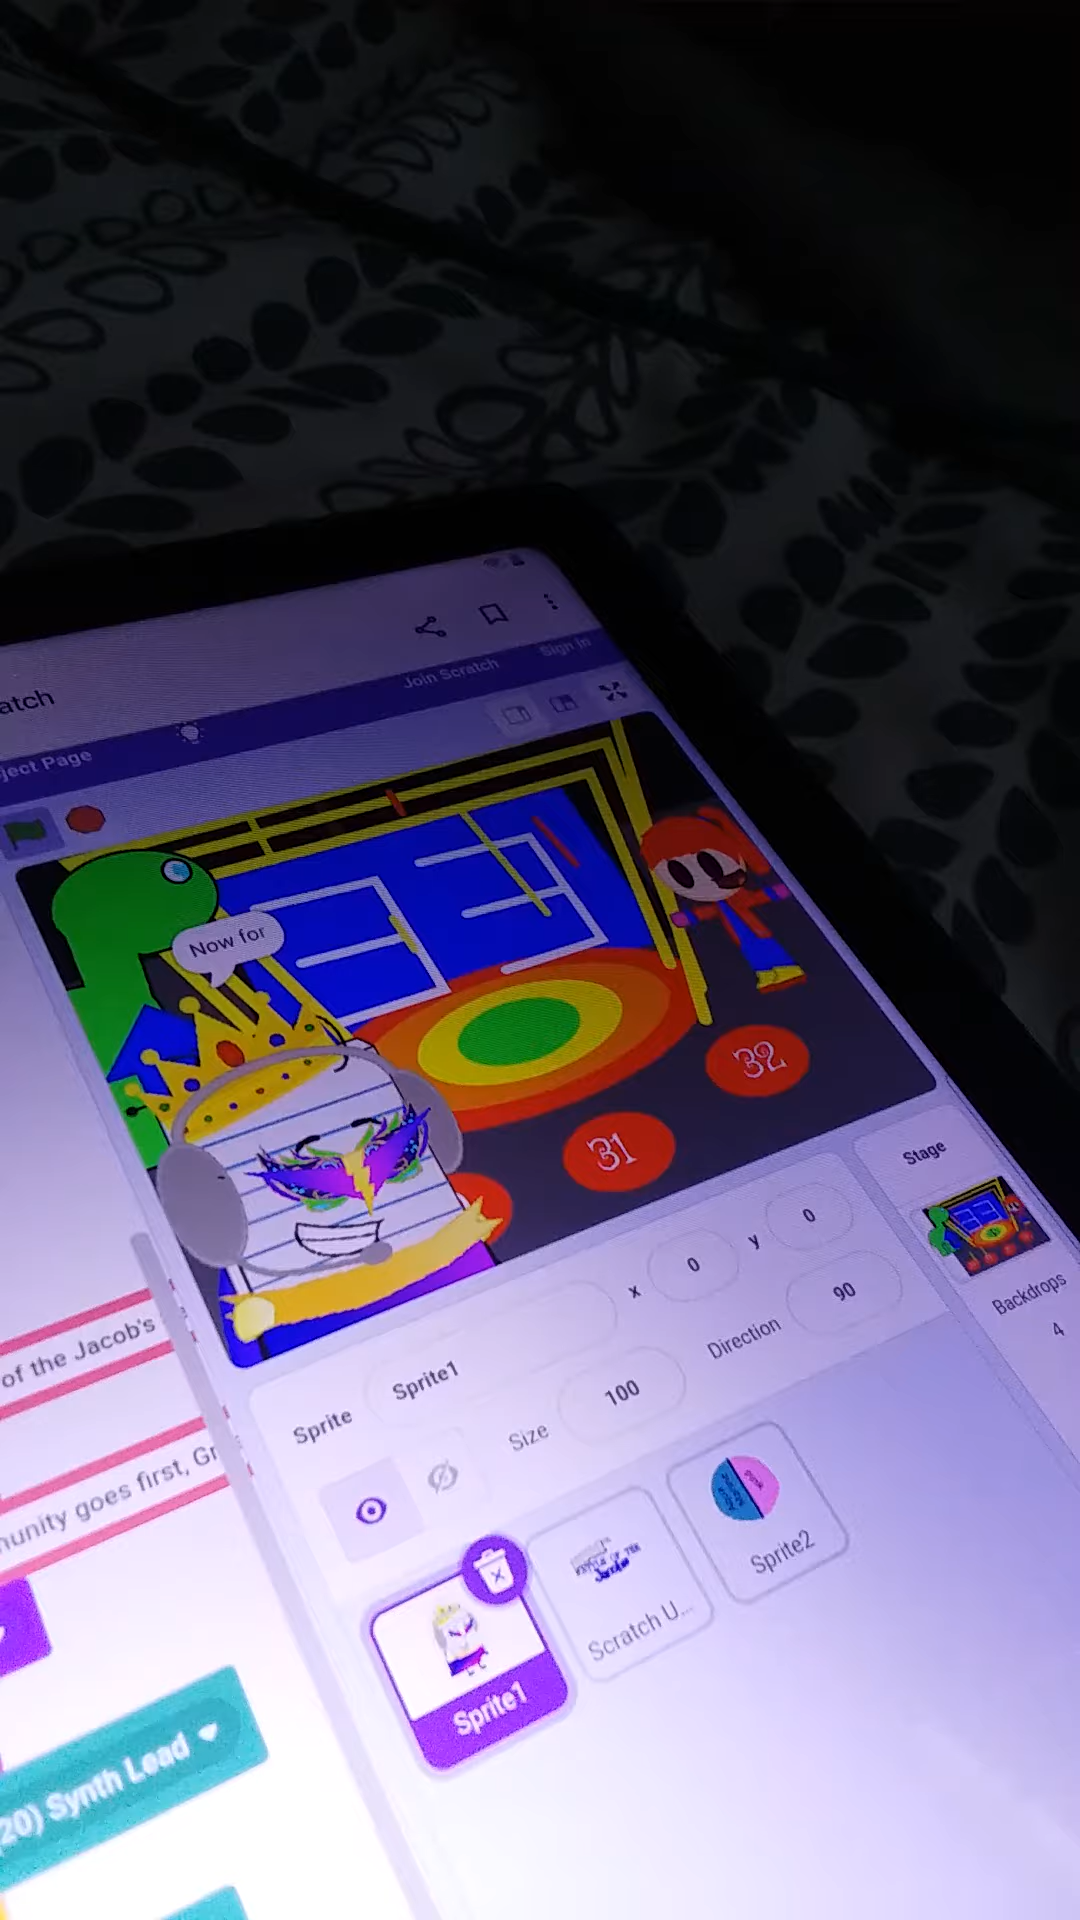 atch
Join Scratch
Sign in
ject Page
Now for
32
31
Stage
x
0
y
0
Sprite
Sprite1
Size
100
Direction
90
Backdrops
4
of the Jacob's
munity goes first, Gr
Sprite1
Scratch U...
Sprite2
20) Synth Lead